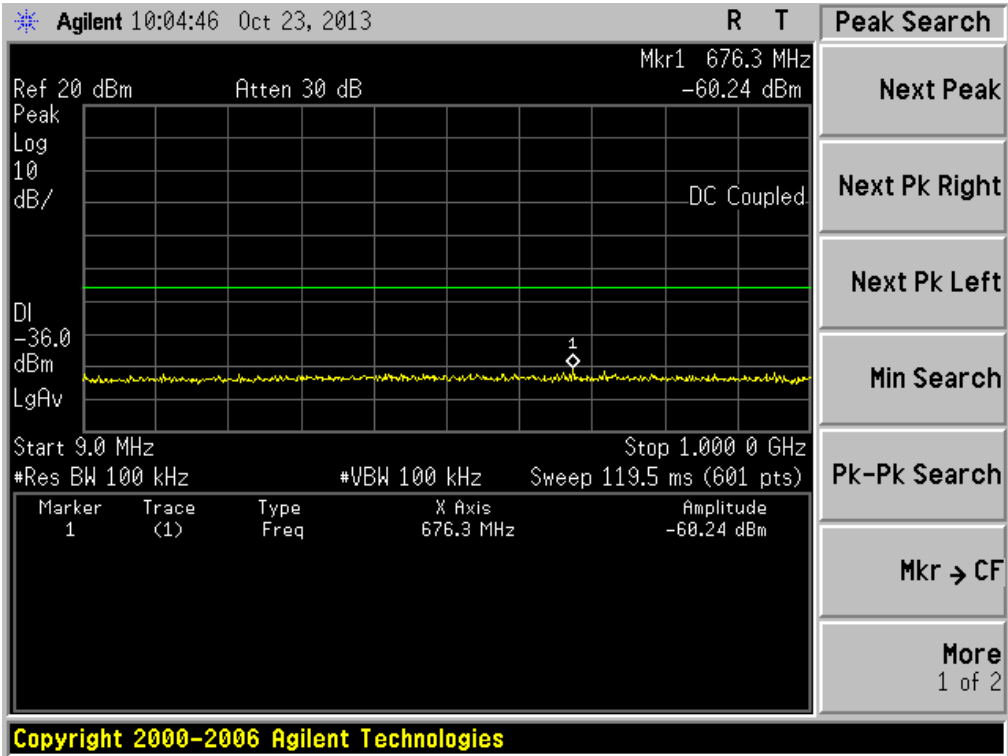 Agilent 10:04:46 Oct 23, 2013 R T
Mkr1 676.3 MHz
Ref 20 dBm Atten 30 dB -60.24 dBm
Peak
Log
10
dB/
DC Coupled
DI
-36.0
dBm
LgAv
1
Start 9.0 MHz Stop 1.000 0 GHz
#Res BW 100 kHz #VBW 100 kHz Sweep 119.5 ms (601 pts)
Marker Trace Type X Axis Amplitude
1 (1) Freq 676.3 MHz -60.24 dBm
Peak Search
Next Peak
Next Pk Right
Next Pk Left
Min Search
Pk-Pk Search
Mkr → CF
More
1 of 2
Copyright 2000-2006 Agilent Technologies